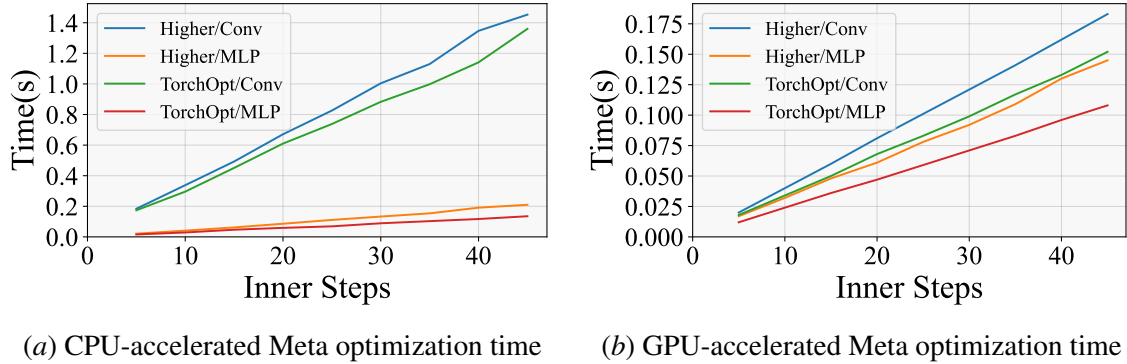 1.4
1.2
1.0
0.8
0.6
0.4
0.2
0.0
Time(s)
Higher/Conv
Higher/MLP
TorchOpt/Conv
TorchOpt/MLP
0
10
20
30
40
Inner Steps
(a) CPU-accelerated Meta optimization time
0.175
0.150
0.125
0.100
0.075
0.050
0.025
0.000
Time(s)
Higher/Conv
Higher/MLP
TorchOpt/Conv
TorchOpt/MLP
0
10
20
30
40
Inner Steps
(b) GPU-accelerated Meta optimization time